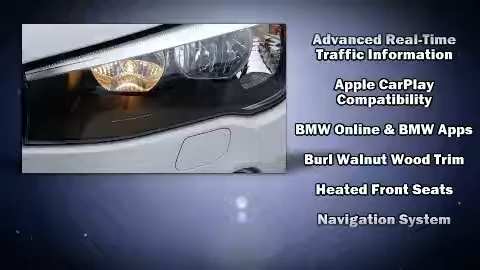 Advanced Real-Time
Traffic Information
Apple CarPlay
Compatibility
BMW Online & BMW Apps
Burl Walnut Wood Trim
Heated Front Seats
Navigation System